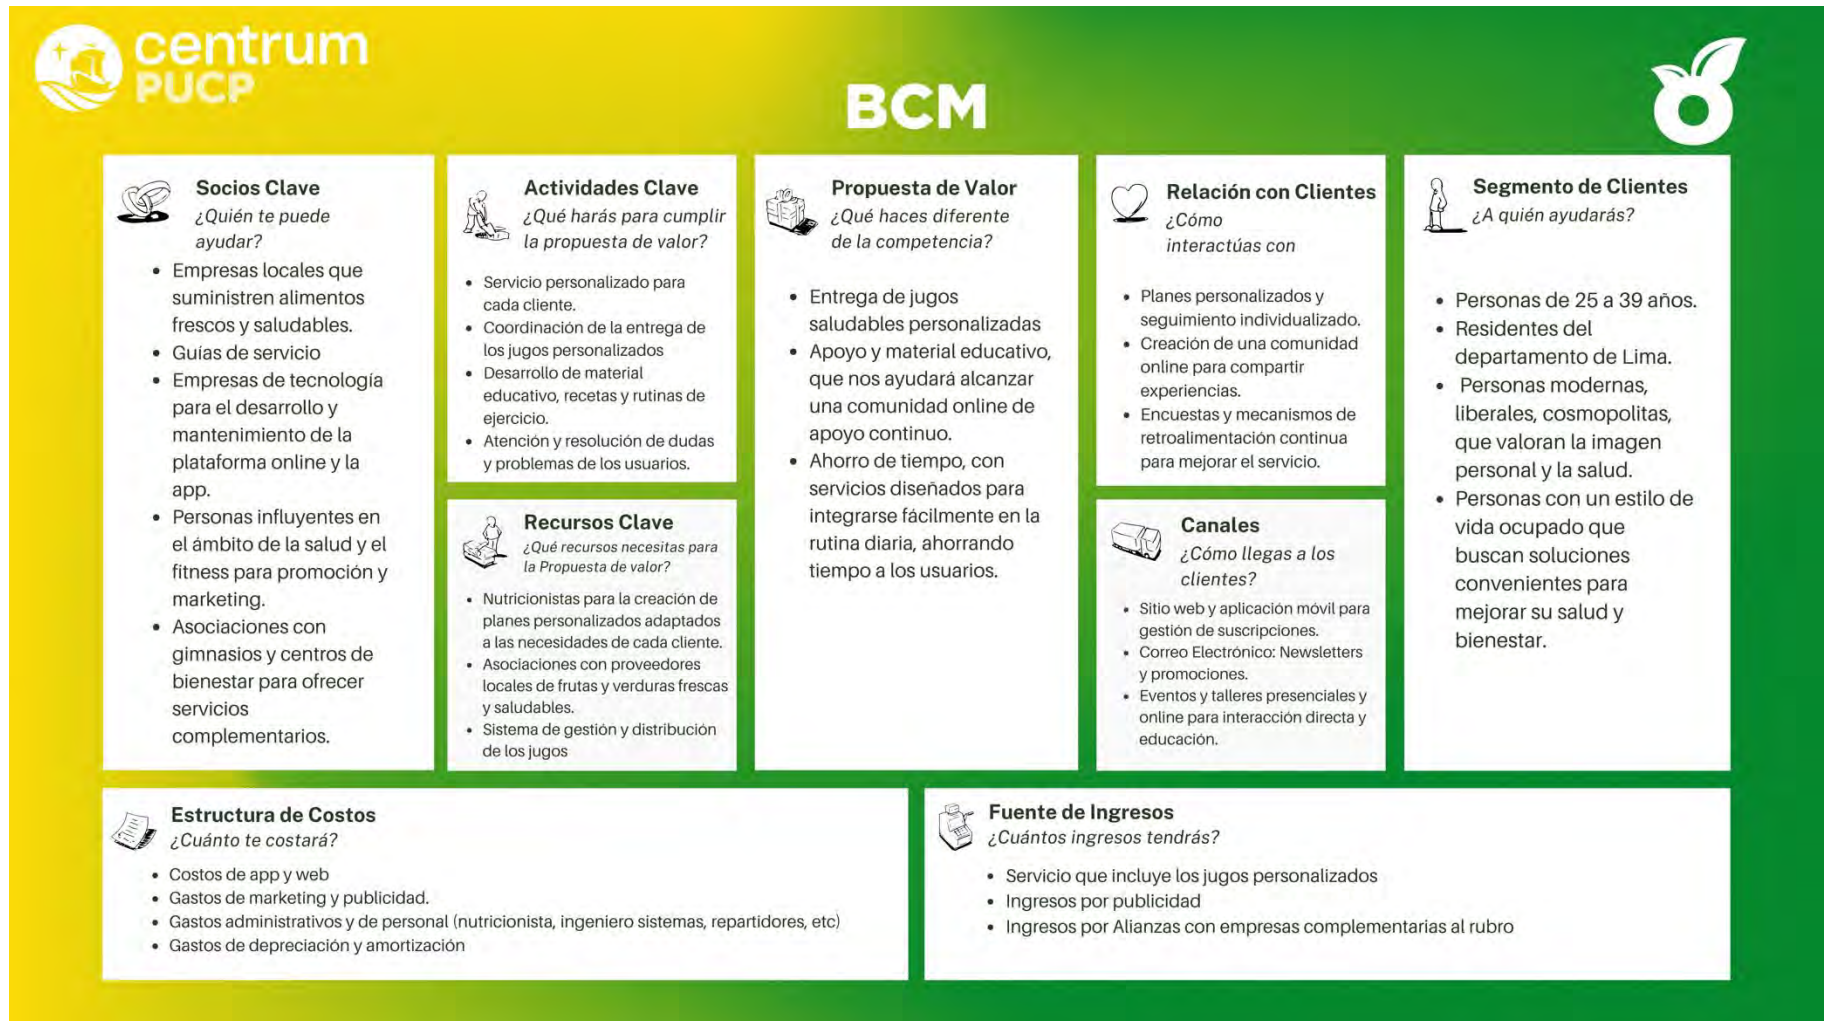 centrum
PUCP
BCM
Socios Clave
¿Quién te puede
ayudar?
• Empresas locales que
suministren alimentos
frescos y saludables.
• Guías de servicio
• Empresas de tecnología
para el desarrollo y
mantenimiento de la
plataforma online y la
app.
• Personas influyentes en
el ámbito de la salud y el
fitness para promoción y
marketing.
• Asociaciones con
gimnasios y centros de
bienestar para ofrecer
servicios
complementarios.
Actividades Clave
¿Qué harás para cumplir
la propuesta de valor?
• Servicio personalizado para
cada cliente.
• Coordinación de la entrega de
los jugos personalizados
• Desarrollo de material
educativo, recetas y rutinas de
ejercicio.
• Atención y resolución de dudas
y problemas de los usuarios.
Recursos Clave
¿Qué recursos necesitas para
la Propuesta de valor?
• Nutricionistas para la creación de
planes personalizados adaptados
a las necesidades de cada cliente.
• Asociaciones con proveedores
locales de frutas y verduras frescas
y saludables.
• Sistema de gestión y distribución
de los jugos
Propuesta de Valor
¿Qué haces diferente
de la competencia?
• Entrega de jugos
saludables personalizadas
• Apoyo y material educativo,
que nos ayudará alcanzar
una comunidad online de
apoyo continuo.
• Ahorro de tiempo, con
servicios diseñados para
integrarse fácilmente en la
rutina diaria, ahorrando
tiempo a los usuarios.
Relación con Clientes
¿Cómo
interactúas con
• Planes personalizados y
seguimiento individualizado.
• Creación de una comunidad
online para compartir
experiencias.
• Encuestas y mecanismos de
retroalimentación continua
para mejorar el servicio.
Canales
¿Cómo llegas a los
clientes?
• Sitio web y aplicación móvil para
gestión de suscripciones.
• Correo Electrónico: Newsletters
y promociones.
• Eventos y talleres presenciales y
online para interacción directa y
educación.
Segmento de Clientes
¿A quién ayudarás?
• Personas de 25 a 39 años.
• Residentes del
departamento de Lima.
• Personas modernas,
liberales, cosmopolitas,
que valoran la imagen
personal y la salud.
• Personas con un estilo de
vida ocupado que
buscan soluciones
convenientes para
mejorar su salud y
bienestar.
Estructura de Costos
¿Cuánto te costará?
• Costos de app y web
• Gastos de marketing y publicidad.
• Gastos administrativos y de personal (nutricionista, ingeniero sistemas, repartidores, etc)
• Gastos de depreciación y amortización
Fuente de Ingresos
¿Cuántos ingresos tendrás?
• Servicio que incluye los jugos personalizados
• Ingresos por publicidad
• Ingresos por Alianzas con empresas complementarias al rubro